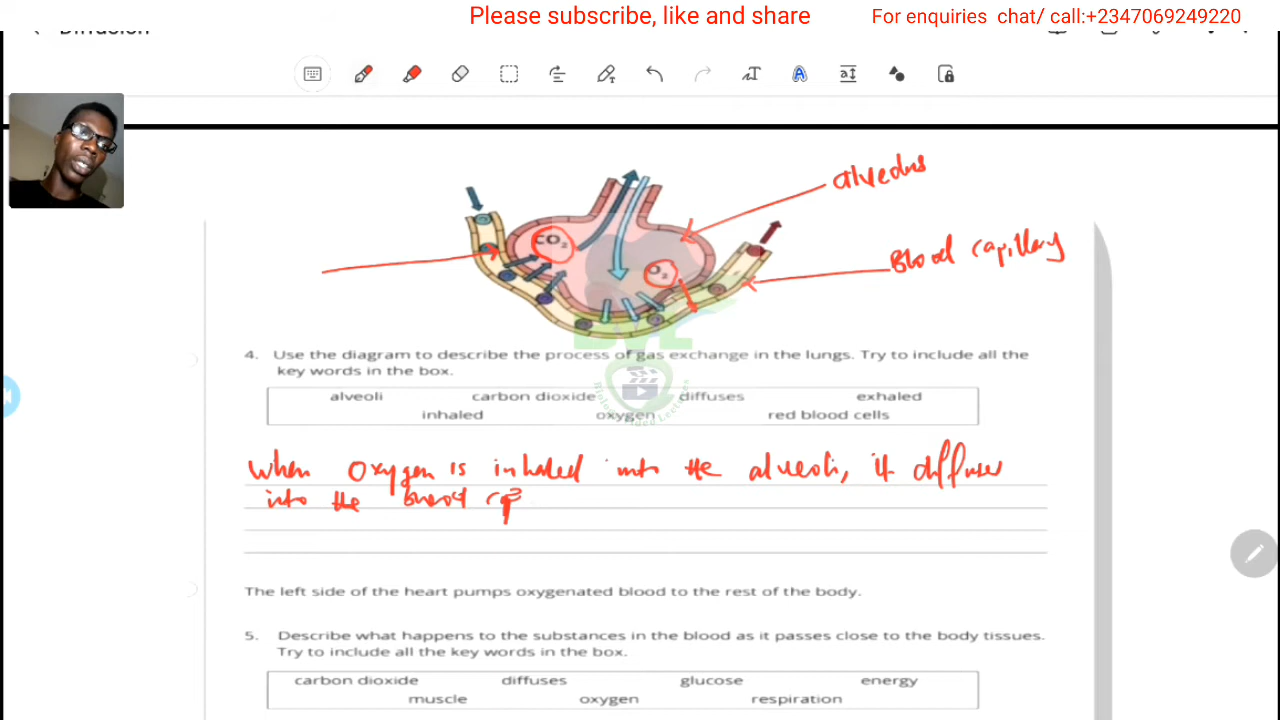 Please subscribe, like and share
For enquiries chat/ call:+2347069249220
Diffusion
alveolus
CO2
O2
Blood capillary
4. Use the diagram to describe the process of gas exchange in the lungs. Try to include all the
key words in the box.
alveoli carbon dioxide diffuses exhaled
inhaled oxygen red blood cells
When oxygen is inhaled into the alveoli, it diffuses
into the blood
The left side of the heart pumps oxygenated blood to the rest of the body.
5. Describe what happens to the substances in the blood as it passes close to the body tissues.
Try to include all the key words in the box.
carbon dioxide diffuses glucose energy
muscle oxygen respiration